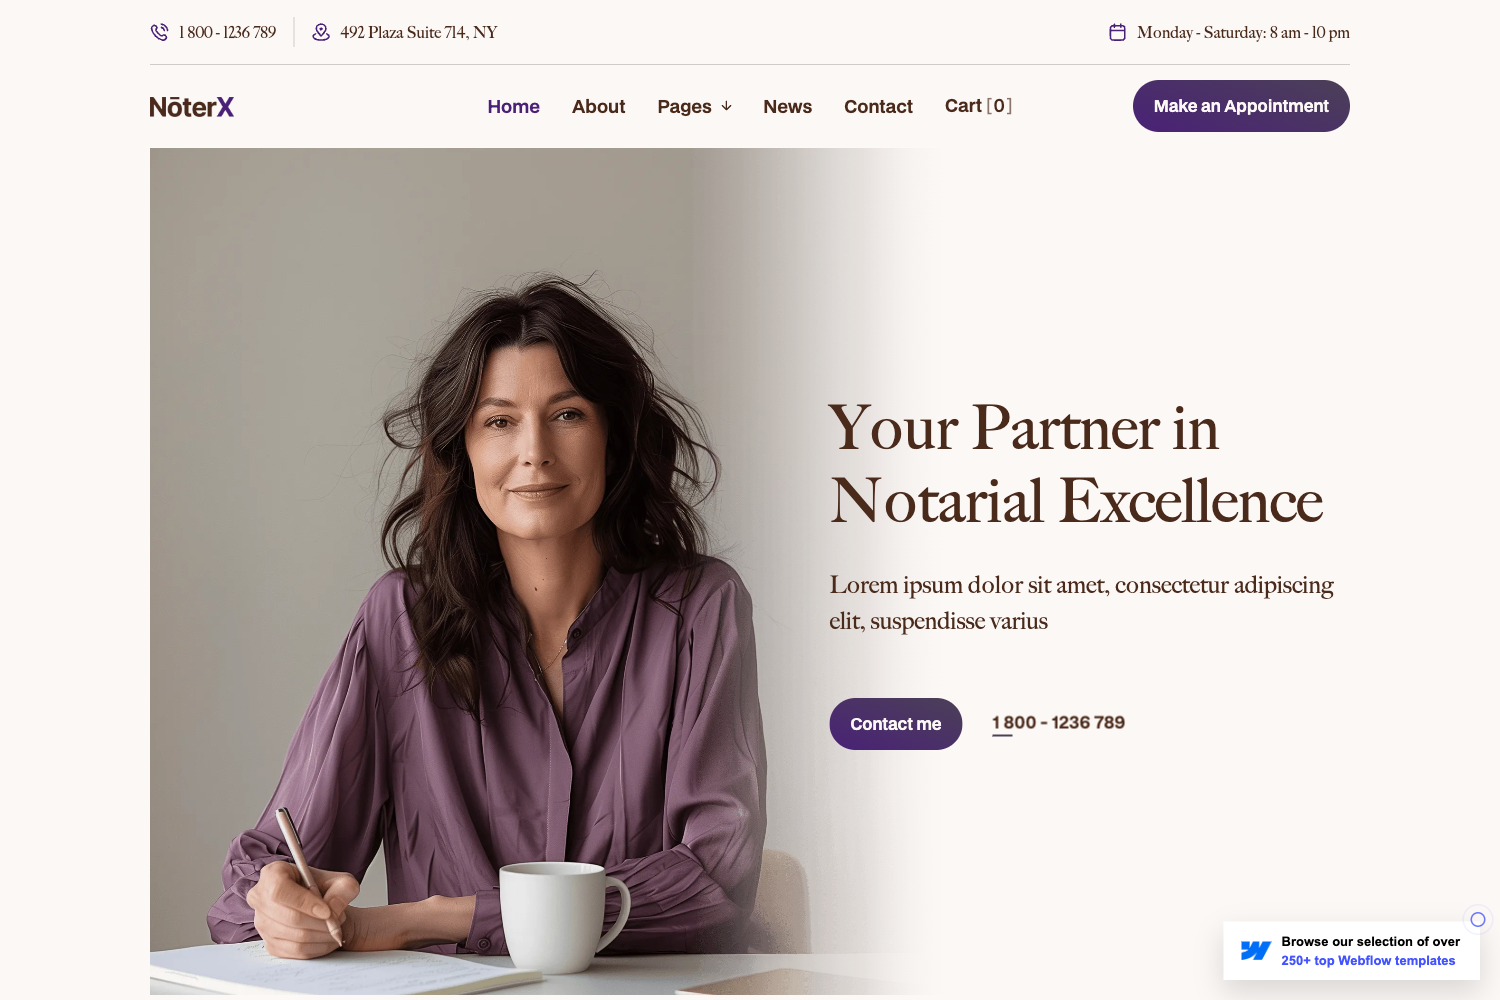 1 800 - 1236 789
492 Plaza Suite 714, NY
Monday - Saturday: 8 am - 10 pm
NōterX
Home
About
Pages
News
Contact
Cart [0]
Make an Appointment
Your Partner in
Notarial Excellence
Lorem ipsum dolor sit amet, consectetur adipiscing
elit, suspendisse varius
Contact me
1 800 - 1236 789
Browse our selection of over
250+ top Webflow templates